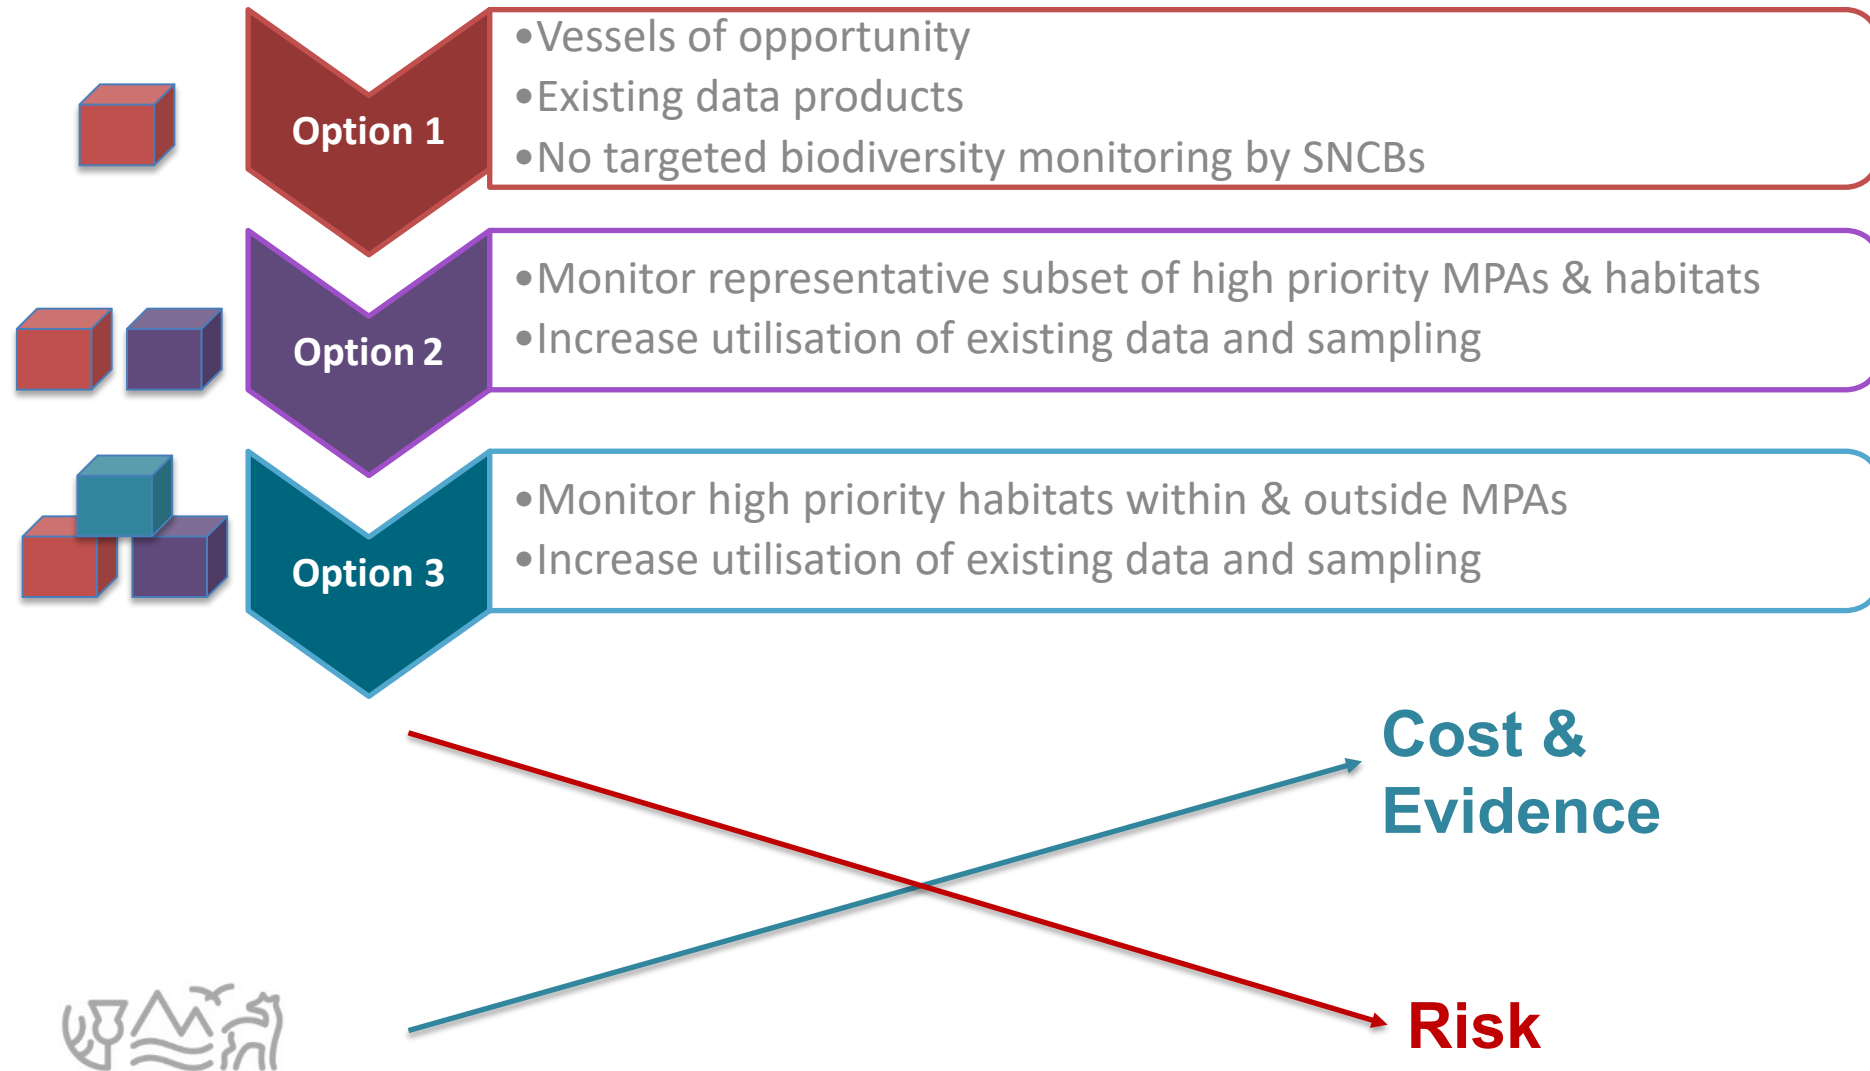 Option 1
•Vessels of opportunity
•Existing data products
•No targeted biodiversity monitoring by SNCBs
Option 2
•Monitor representative subset of high priority MPAs & habitats
•Increase utilisation of existing data and sampling
Option 3
•Monitor high priority habitats within & outside MPAs
•Increase utilisation of existing data and sampling
Cost &
Evidence
Risk